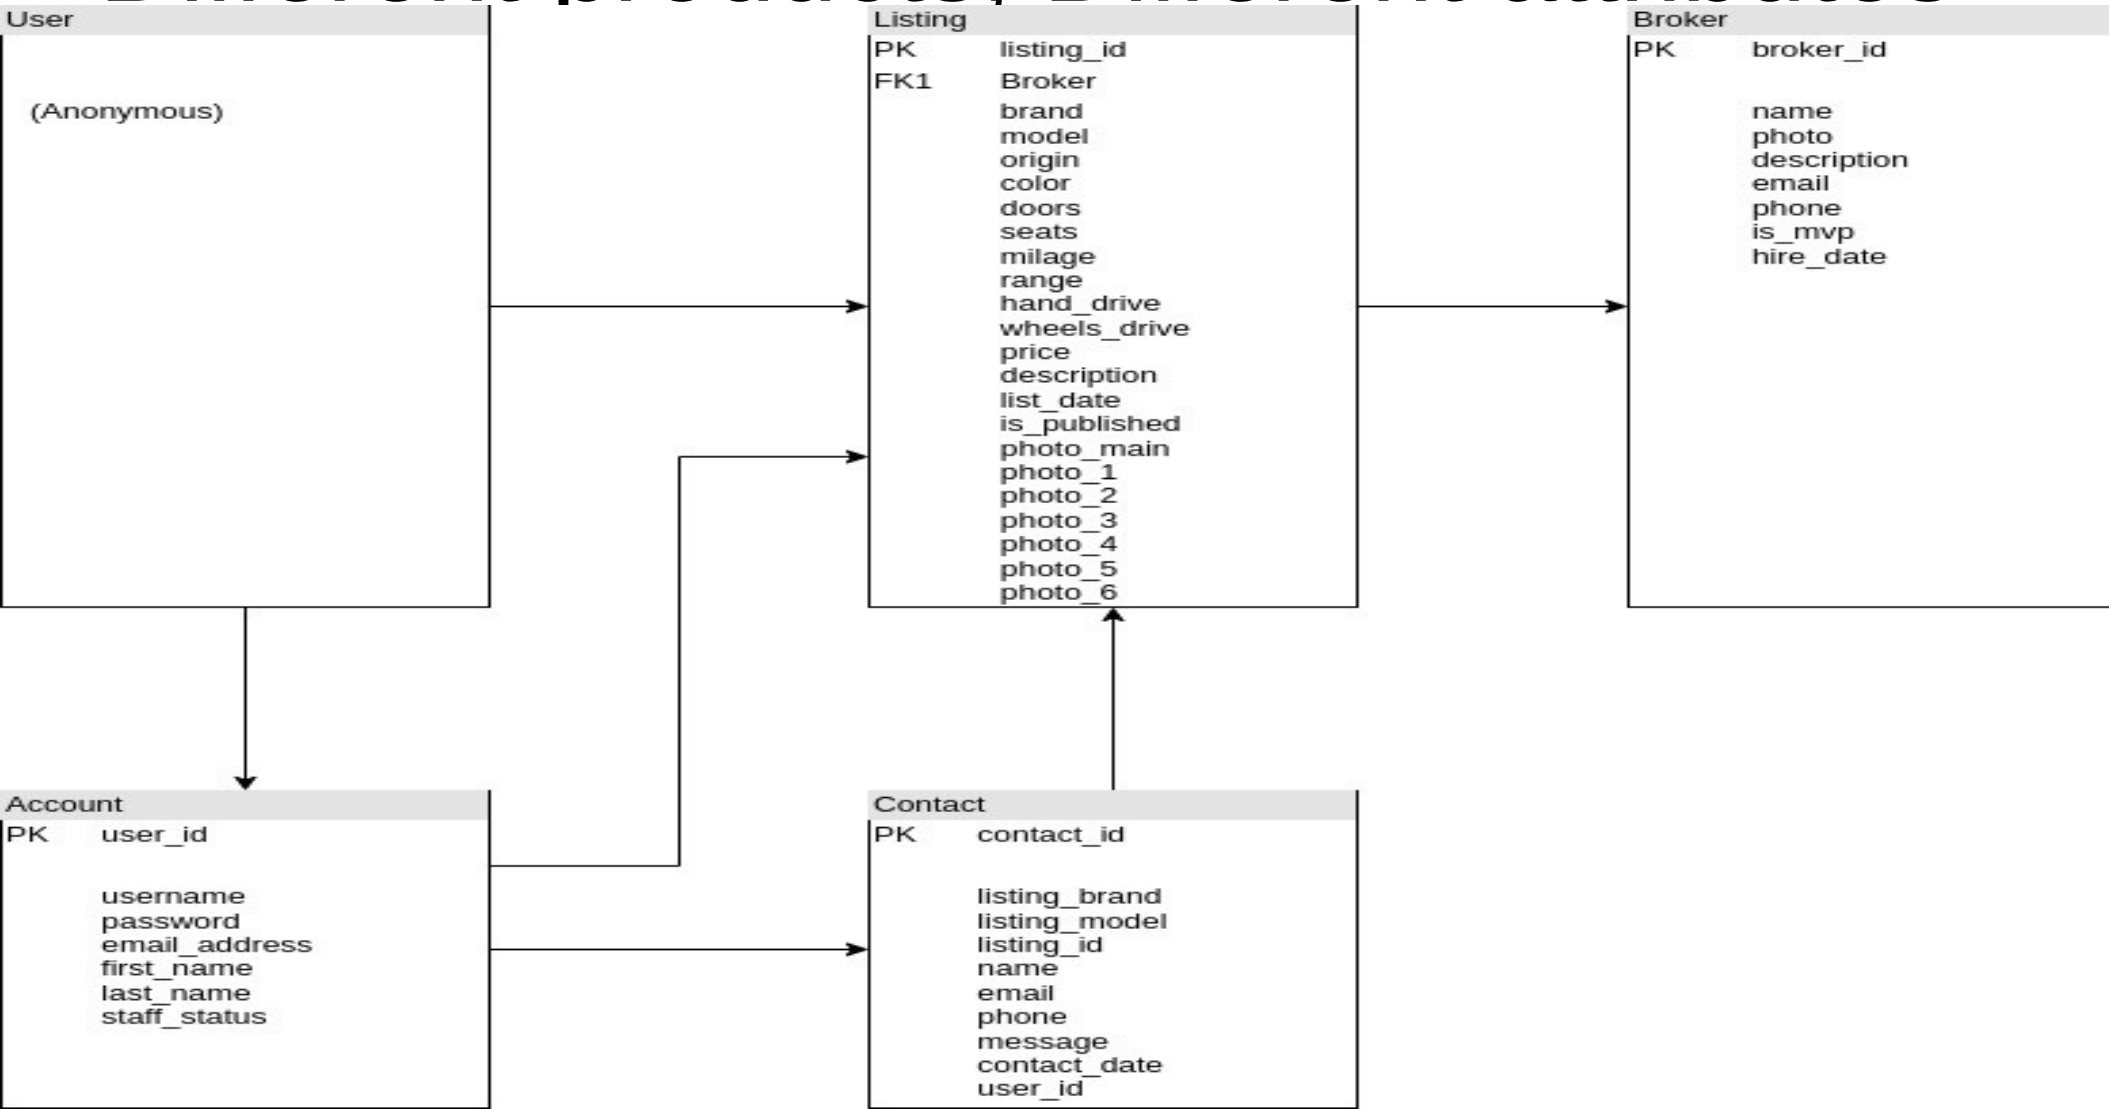 User
(Anonymous)
Listing
PK listing_id
FK1 Broker
brand
model
origin
color
doors
seats
milage
range
hand_drive
wheels_drive
price
description
list_date
is_published
photo_main
photo_1
photo_2
photo_3
photo_4
photo_5
photo_6
Broker
PK broker_id
name
photo
description
email
phone
is_mvp
hire_date
Account
PK user_id
username
password
email_address
first_name
last_name
staff_status
Contact
PK contact_id
listing_brand
listing_model
listing_id
name
email
phone
message
contact_date
user_id